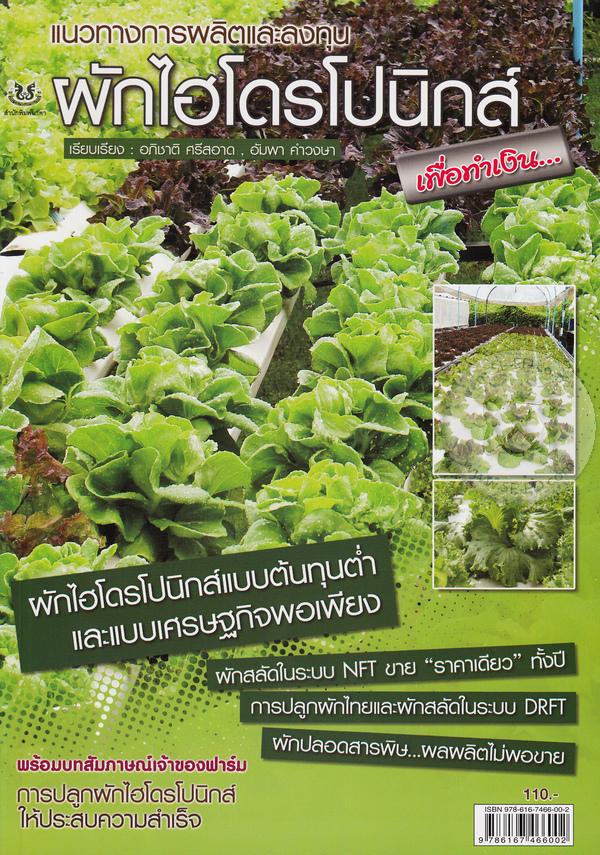 แนวทางการผลิตและลงทุน
ผักไฮโดรโปนิกส์
สำนักพิมพ์นาคา
เรียบเรียง : อภิชาติ ศรีสอาด , อัมพา คำวงษา
เพื่อทำเงิน...
ผักไฮโดรโปนิกส์แบบต้นทุนต่ำ
และแบบเศรษฐกิจพอเพียง
ผักสลัดในระบบ NFT ขาย “ราคาเดียว” ทั้งปี
การปลูกผักไทยและผักสลัดในระบบ DRFT
ผักปลอดสารพิษ...ผลผลิตไม่พอขาย
พร้อมบทสัมภาษณ์เจ้าของฟาร์ม
การปลูกผักไฮโดรโปนิกส์
ให้ประสบความสำเร็จ
110.-
ISBN 978-616-7466-00-2
9 786167 466002